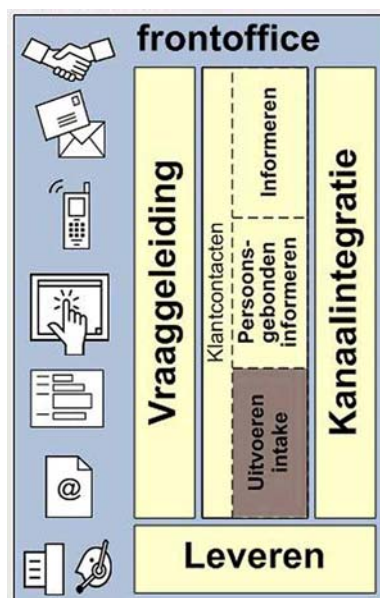 frontoffice
Vraaggeleiding
Klantcontacten
Informeren
Persoons-
gebonden
informeren
Uitvoeren
intake
Kanaalintegratie
@
Leveren